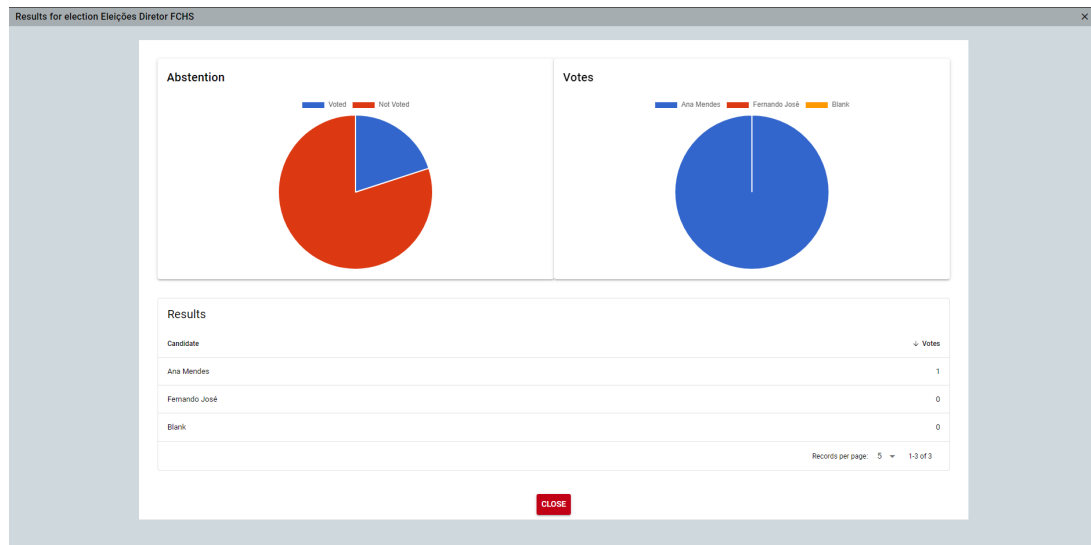 Results for election Eleições Diretor FCHS
Abstention
Voted Not Voted
Votes
Ana Mendes Fernando José Blank
Results
Candidate Votes
Ana Mendes 1
Fernando José 0
Blank 0
Records per page: 5 1-3 of 3
CLOSE